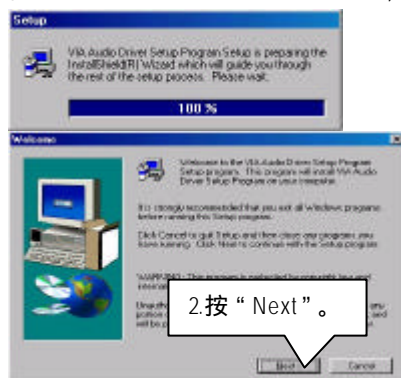 Setup
VIA Audio Driver Setup Program Setup is preparing the
InstallShield(R) Wizard which will guide you through
the rest of the setup process. Please wait.
100 %
Welcome
Welcome to the VIA Audio Driver Setup Program
Setup program. This program will install VIA Audio
Driver Setup Program on your computer.
It is strongly recommended that you exit all Windows programs
before running this Setup program.
Click Cancel to quit Setup and then close any programs you
have running. Click Next to continue with the Setup program.
WARNING: This program is protected by copyright law and
2.按“Next”。
any
and
Next
Cancel